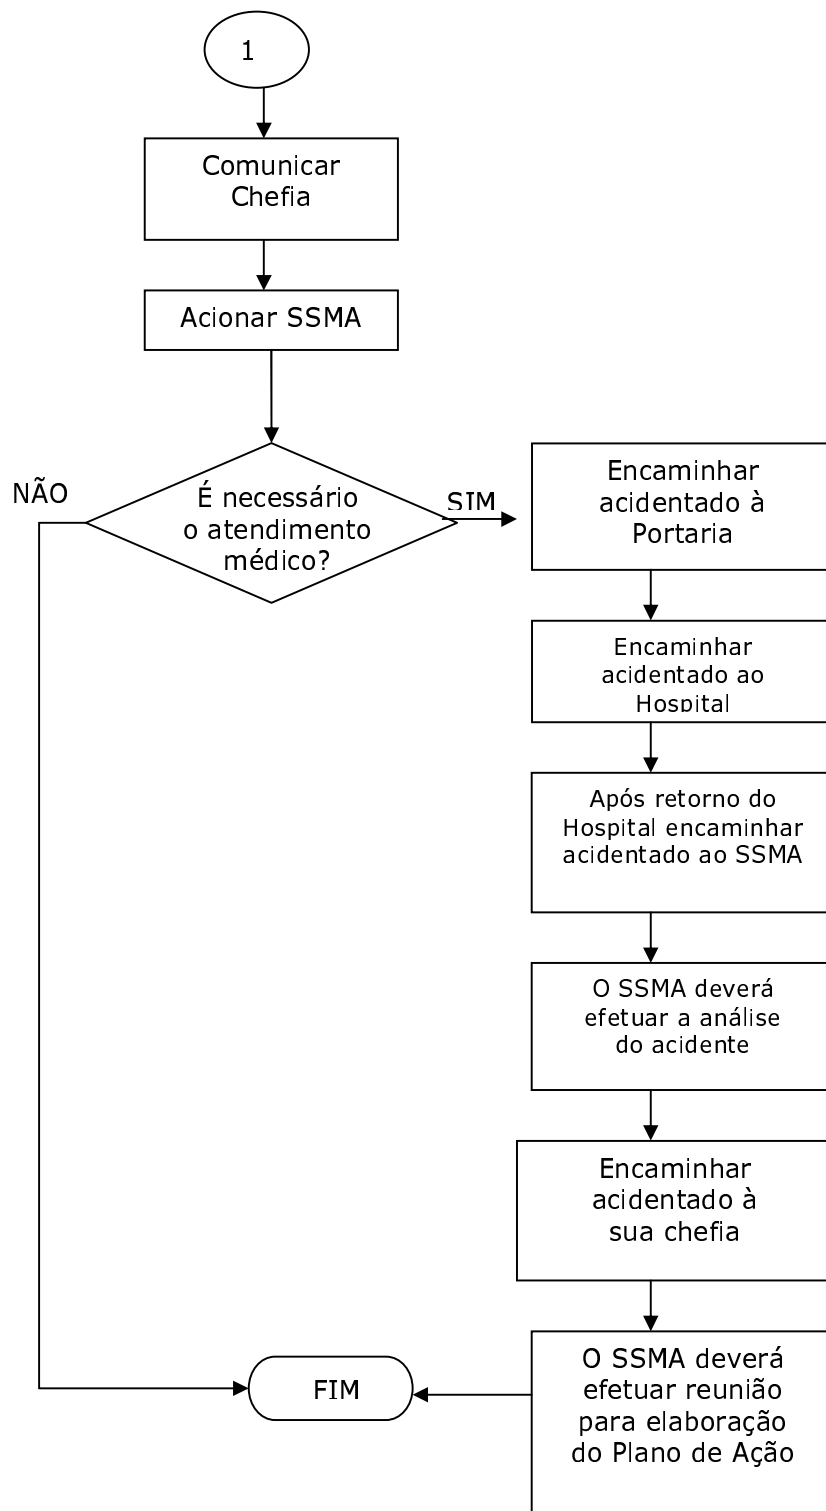 1
Comunicar
Chefia
Acionar SSMA
É necessário
o atendimento
médico?
NÃO
SIM
Encaminhar
acidentado à
Portaria
Encaminhar
acidentado ao
Hospital
Após retorno do
Hospital encaminhar
acidentado ao SSMA
O SSMA deverá
efetuar a análise
do acidente
Encaminhar
acidentado à
sua chefia
O SSMA deverá
efetuar reunião
para elaboração
do Plano de Ação
FIM